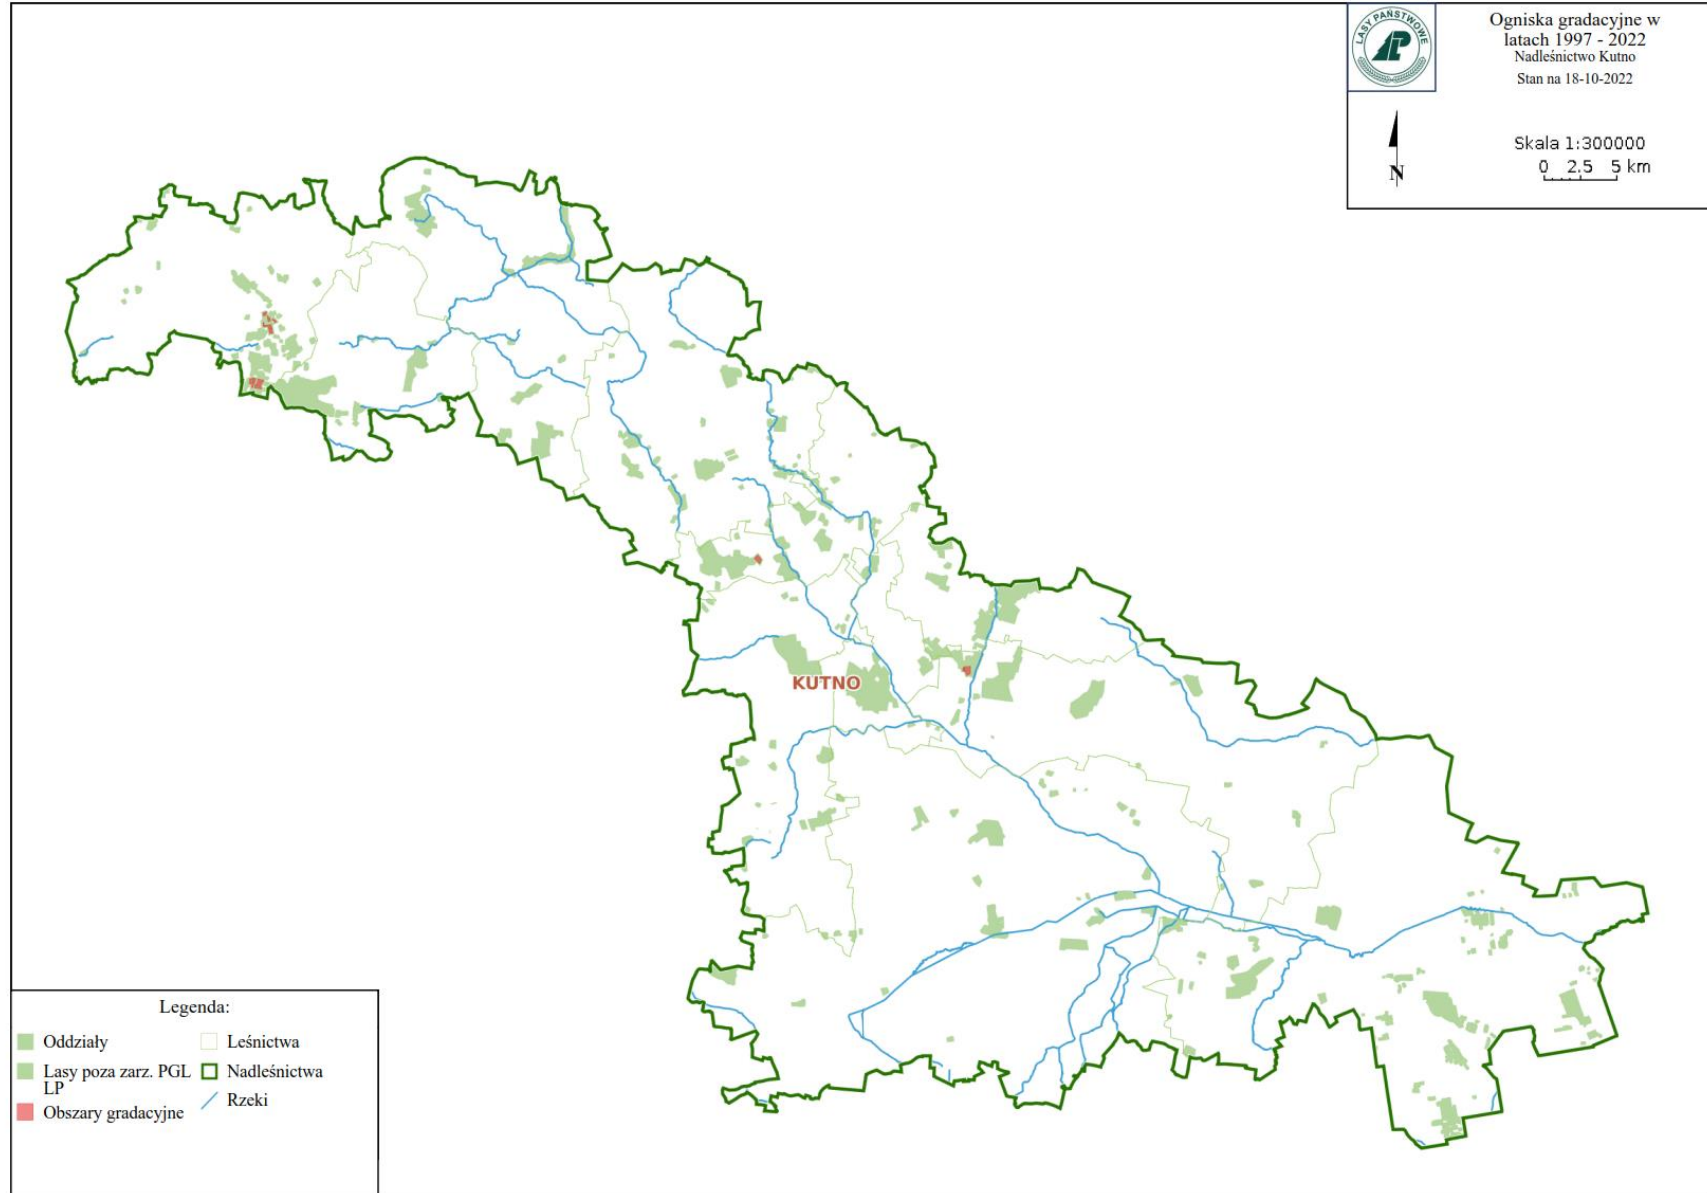 LASY PAŃSTWOWE
Ogniska gradacyjne w
latach 1997 - 2022
Nadleśnictwo Kutno
Stan na 18-10-2022
N
Skala 1:300000
0 2.5 5 km
KUTNO
Legenda:
Oddziały
Lasy poza zarz. PGL
LP
Obszary gradacyjne
Leśnictwa
Nadleśnictwa
Rzeki